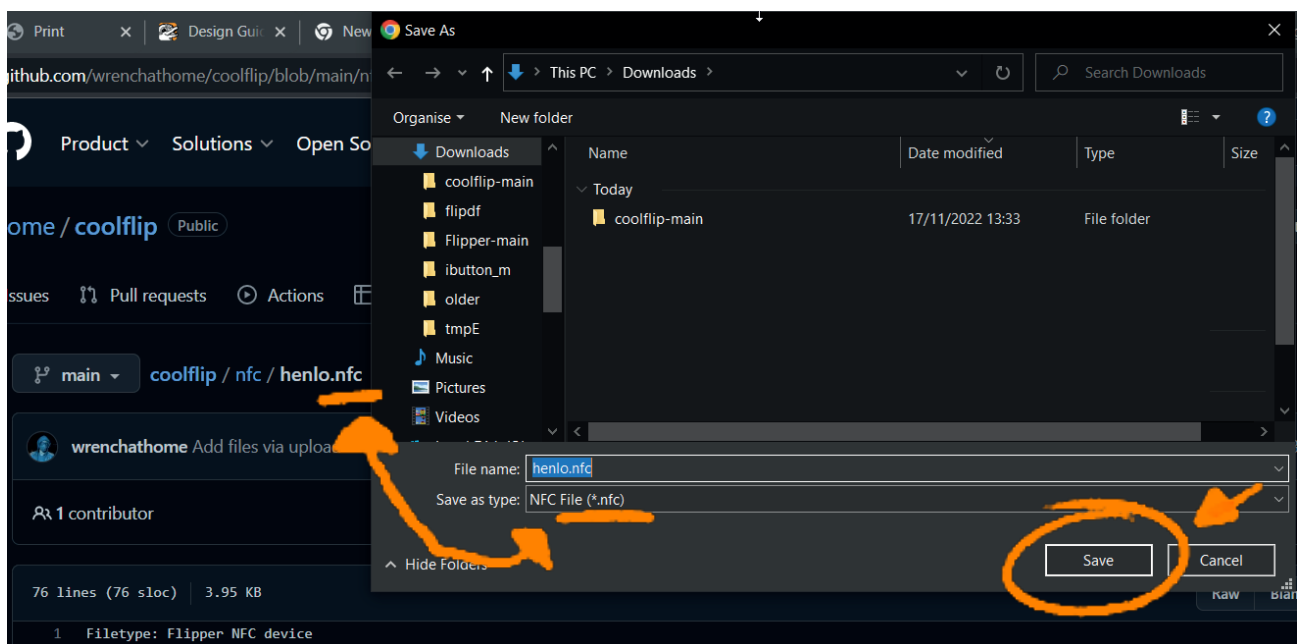 Print
Design Guid
New
github.com/wrenchathome/coolflip/blob/main/n
Product
Solutions
Open So
ome / coolflip
Public
ssues
Pull requests
Actions
main
coolflip / nfc / henlo.nfc
wrenchathome Add files via uploa
1 contributor
76 lines (76 sloc)
3.95 KB
1 Filetype: Flipper NFC device
Save As
This PC
Downloads
Search Downloads
Organise
New folder
Downloads
coolflip-main
flipdf
Flipper-main
ibutton_m
older
tmpE
Music
Pictures
Videos
Name
Date modified
Type
Size
Today
coolflip-main
17/11/2022 13:33
File folder
File name: henlo.nfc
Save as type: NFC File (*.nfc)
Hide Folders
Save
Cancel
Raw